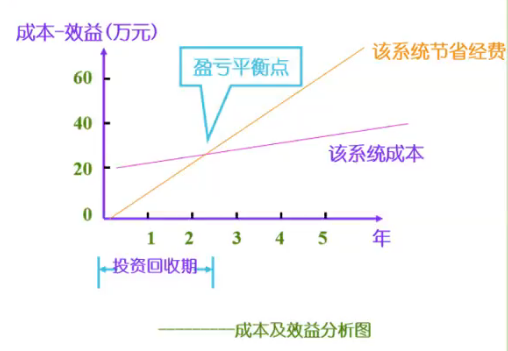 成本-效益(万元)
该系统节省经费
盈亏平衡点
60
40
该系统成本
20
0
1 2 3 4 5 年
投资回收期
————成本及效益分析图